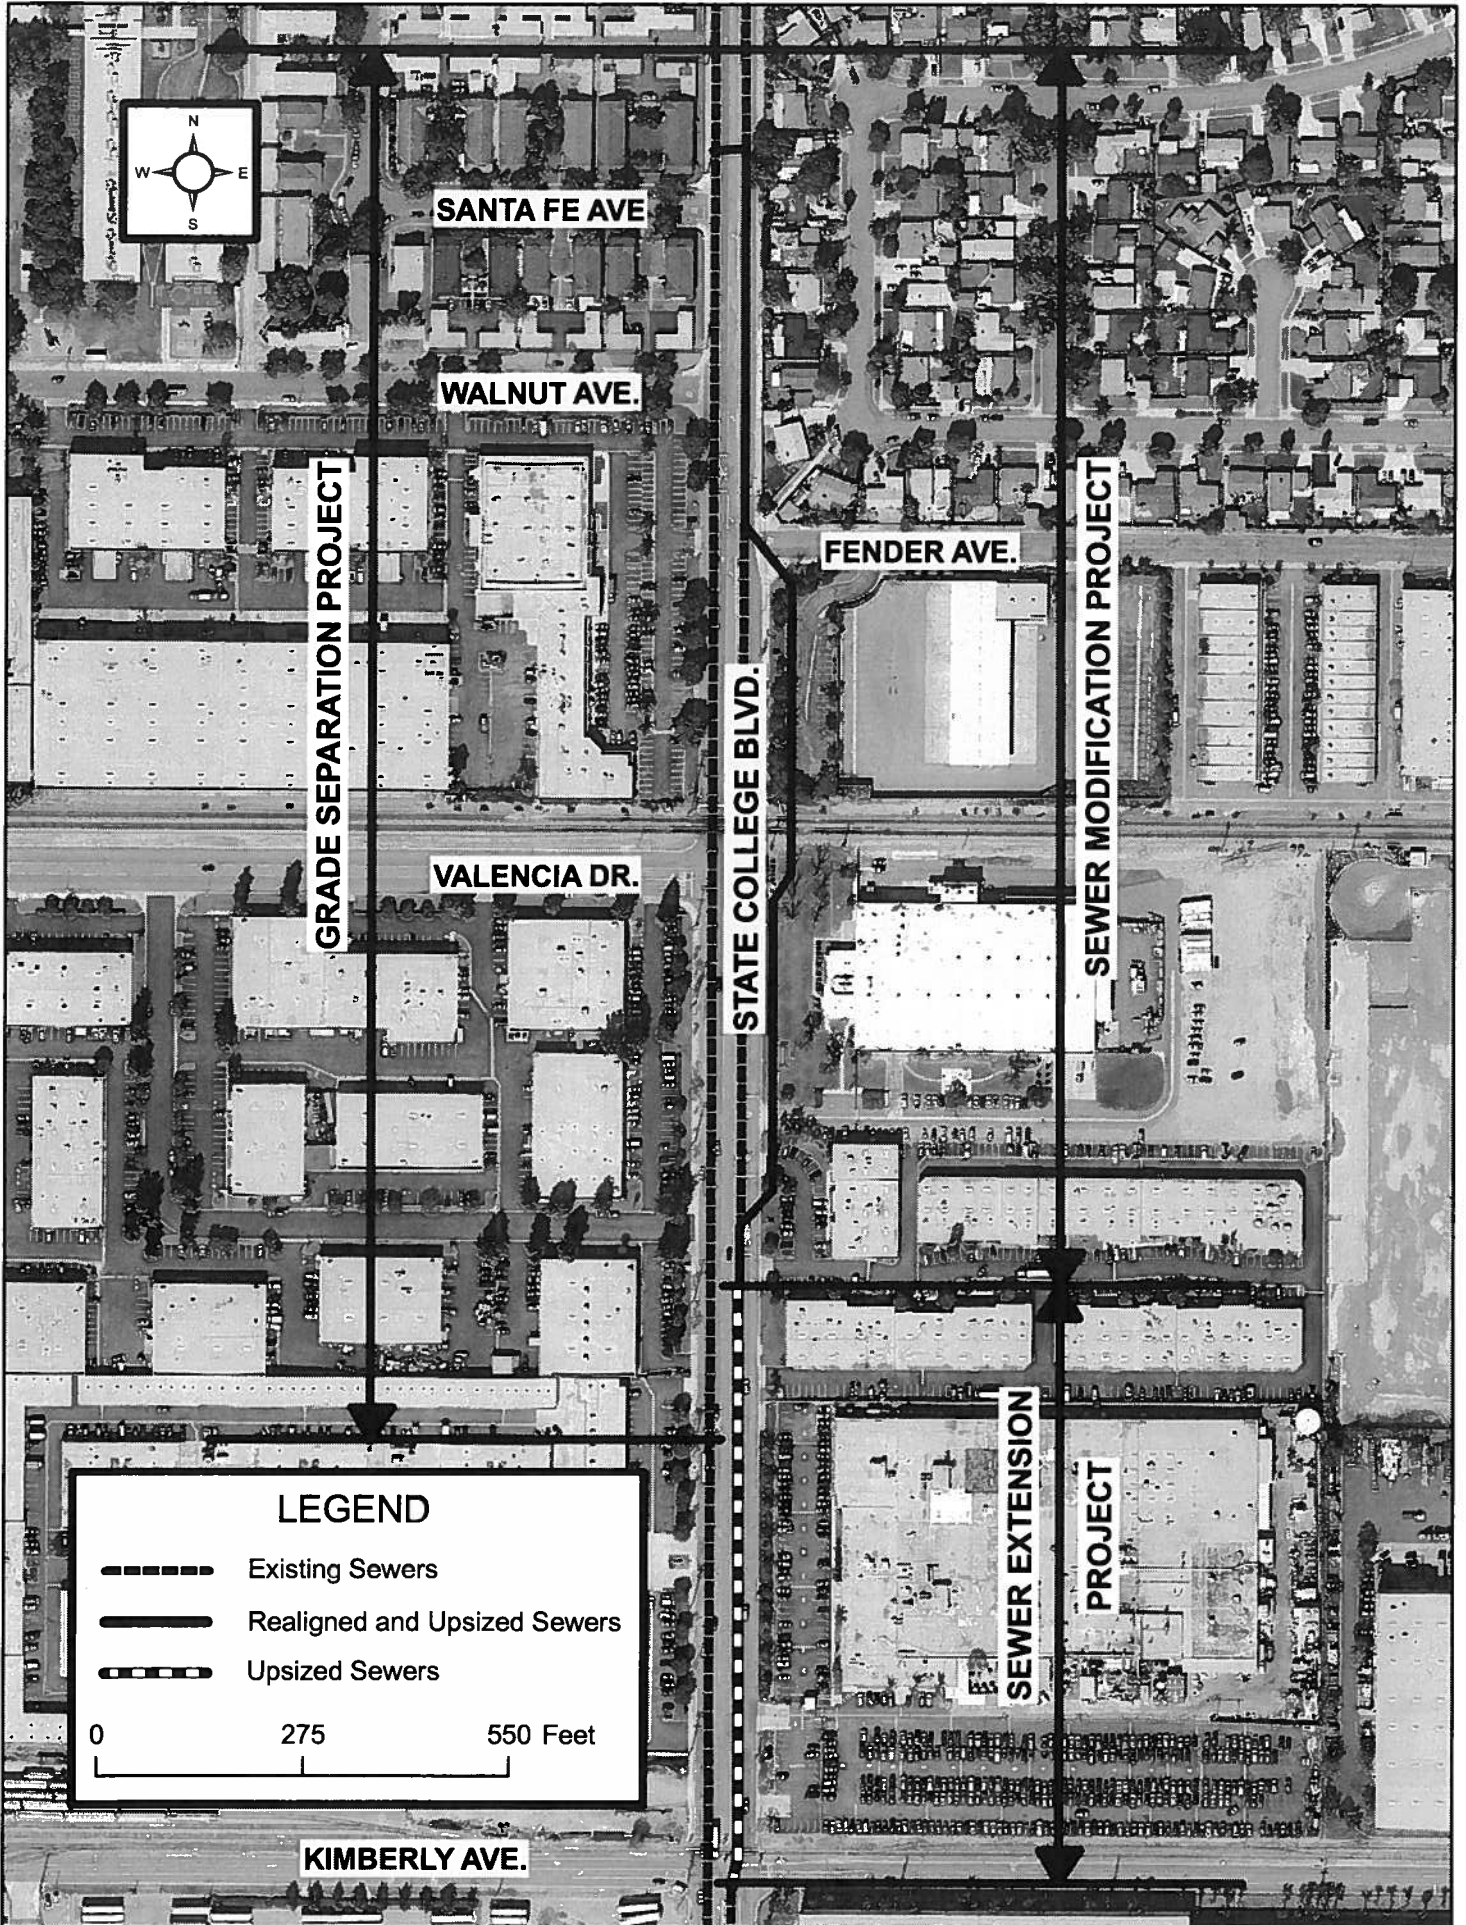 N
W E
S
SANTA FE AVE
WALNUT AVE.
FENDER AVE.
GRADE SEPARATION PROJECT
SEWER MODIFICATION PROJECT
STATE COLLEGE BLVD.
VALENCIA DR.
SEWER EXTENSION
PROJECT
LEGEND
Existing Sewers
Realigned and Upsized Sewers
Upsized Sewers
0 275 550 Feet
KIMBERLY AVE.